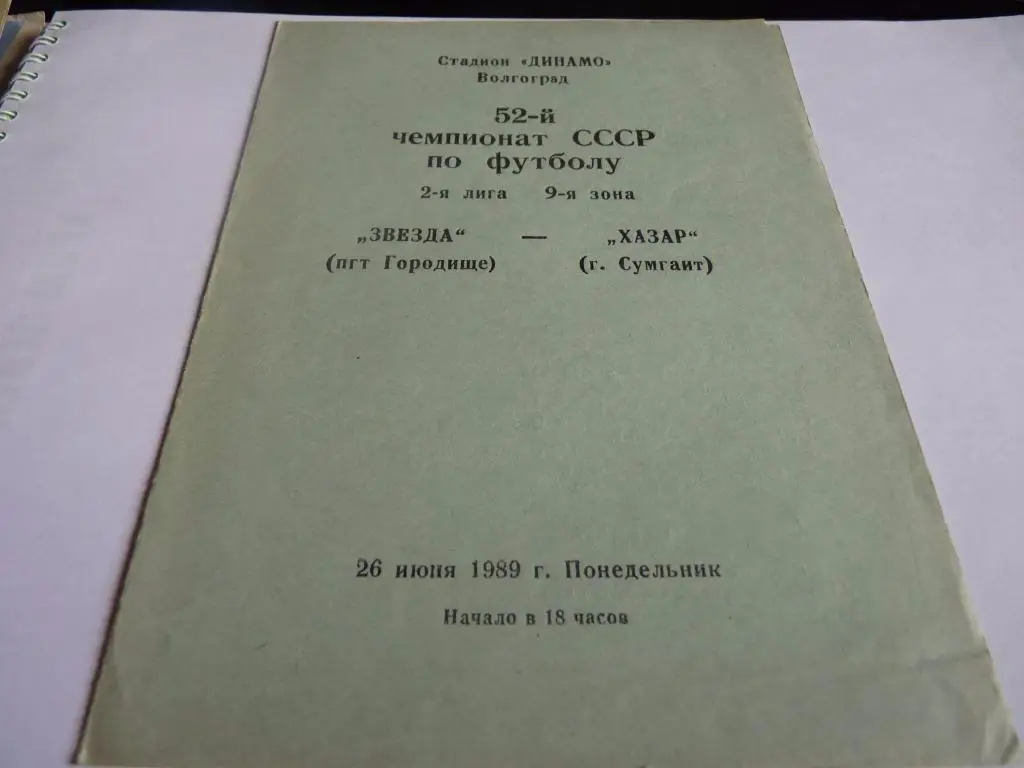 Стадион «ДИНАМО»
Волгоград
52-й
чемпионат СССР
по футболу
2-я лига 9-я зона
„ЗВЕЗДА“ — „ХАЗАР“
(пгт Городище) (г. Сумгаит)
26 июня 1989 г. Понедельник
Начало в 18 часов